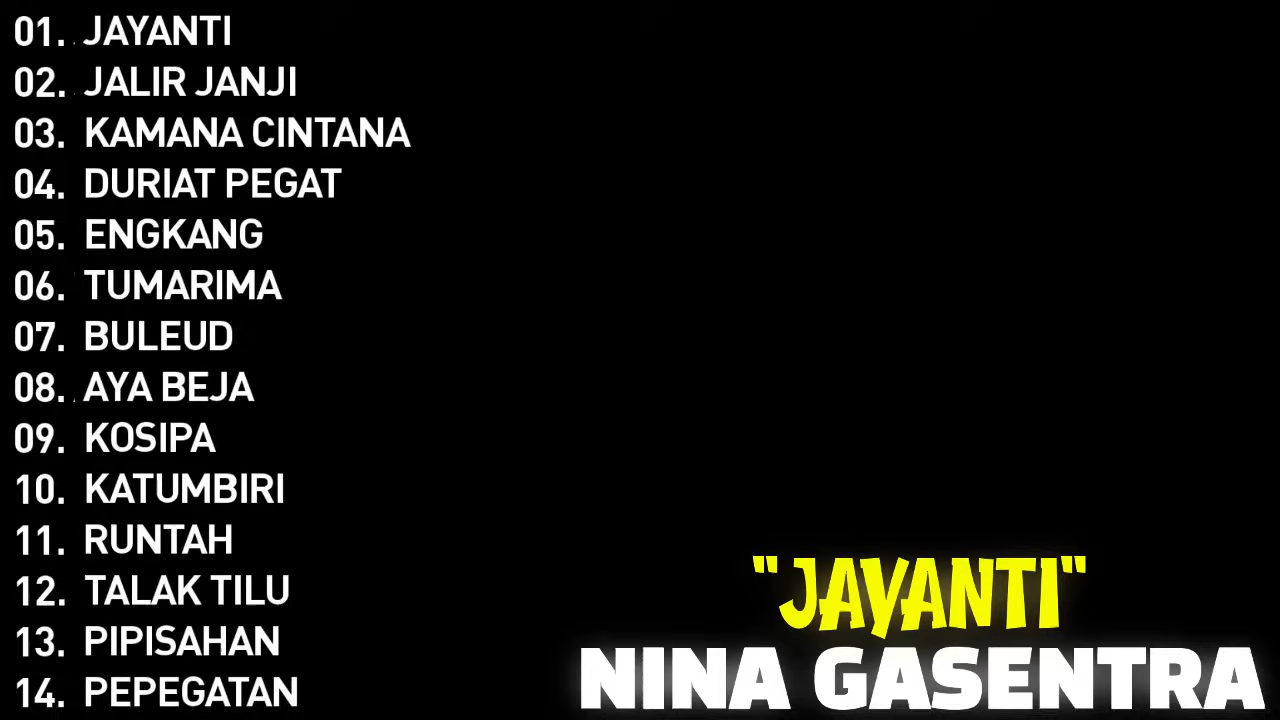 01. JAYANTI
02. JALIR JANJI
03. KAMANA CINTANA
04. DURIAT PEGAT
05. ENGKANG
06. TUMARIMA
07. BULEUD
08. AYA BEJA
09. KOSIPA
10. KATUMBIRI
11. RUNTAH
12. TALAK TILU
13. PIPISAHAN
14. PEPEGATAN
"JAYANTI"
NINA GASENTRA